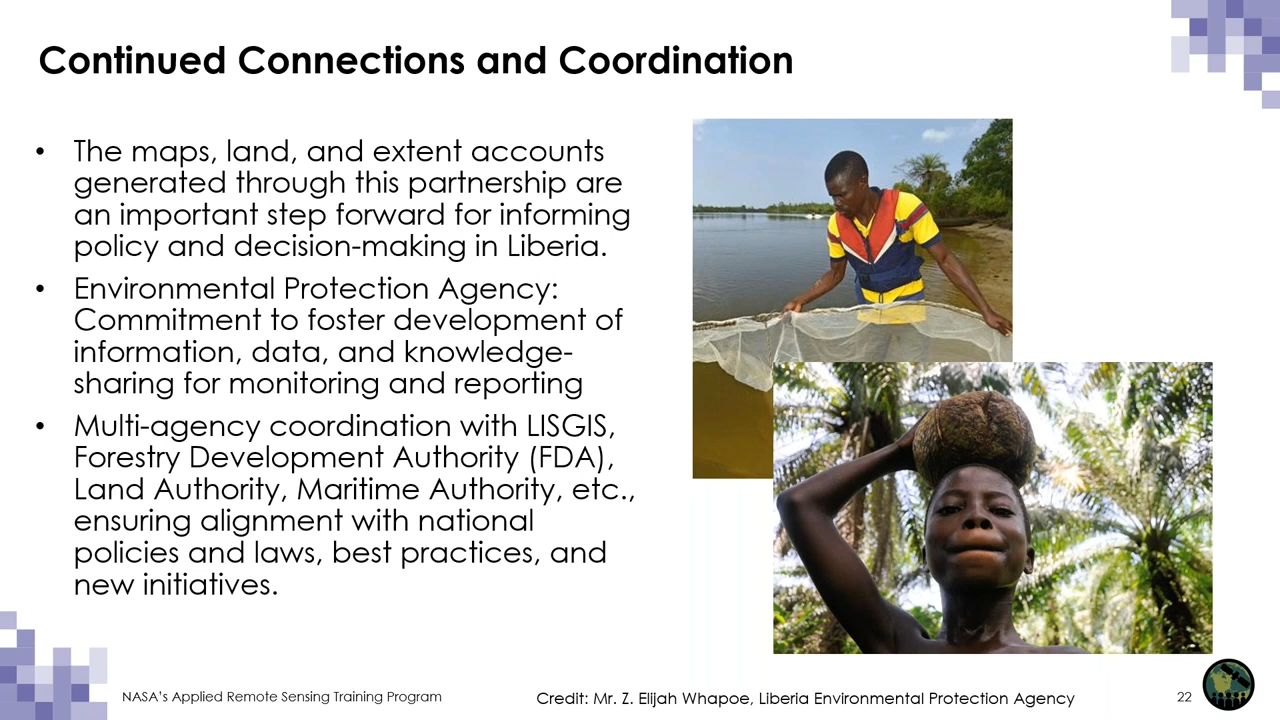 Continued Connections and Coordination
• The maps, land, and extent accounts
generated through this partnership are
an important step forward for informing
policy and decision-making in Liberia.
• Environmental Protection Agency:
Commitment to foster development of
information, data, and knowledge-
sharing for monitoring and reporting
• Multi-agency coordination with LISGIS,
Forestry Development Authority (FDA),
Land Authority, Maritime Authority, etc.,
ensuring alignment with national
policies and laws, best practices, and
new initiatives.
NASA's Applied Remote Sensing Training Program
Credit: Mr. Z. Elijah Whapoe, Liberia Environmental Protection Agency
22